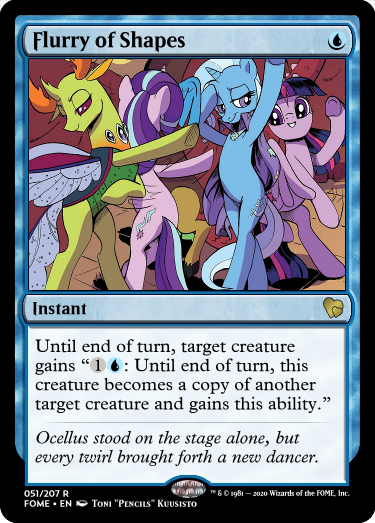 Flurry of Shapes
Instant
Until end of turn, target creature
gains “1: Until end of turn, this
creature becomes a copy of another
target creature and gains this ability.”
Ocellus stood on the stage alone, but
every twirl brought forth a new dancer.
051/207 R
FOME • EN Toni "Pencils" Kuusisto
™ & © 1981 — 2020 Wizards of the FOME, Inc.